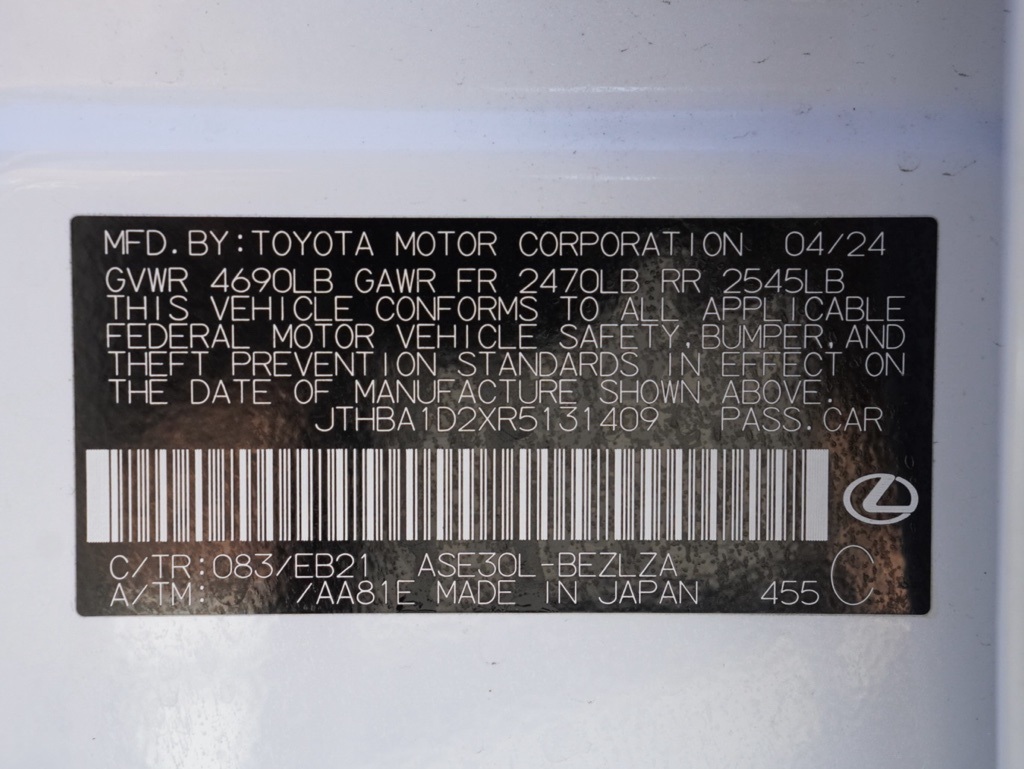 MFD.BY:TOYOTA MOTOR CORPORATION 04/24
GVWR 4690LB GAWR FR 2470LB RR 2545LB
THIS VEHICLE CONFORMS TO ALL APPLICABLE
FEDERAL MOTOR VEHICLE SAFETY,BUMPER,AND
THEFT PREVENTION STANDARDS IN EFFECT ON
THE DATE OF MANUFACTURE SHOWN ABOVE.
JTHBA1D2XR5131409 PASS.CAR
C/TR:083/EB21 ASE30L-BEZLZA
A/TM: /AA81E MADE IN JAPAN 455 C